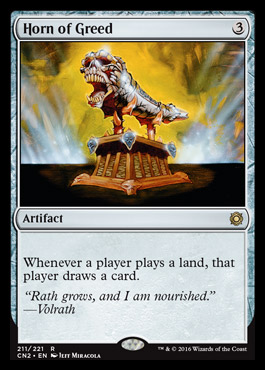 Horn of Greed 3
Artifact
Whenever a player plays a land, that
player draws a card.
“Rath grows, and I am nourished.”
—Volrath
211/221 R
CN2 • EN Jeff Miracola
™ & © 2016 Wizards of the Coast